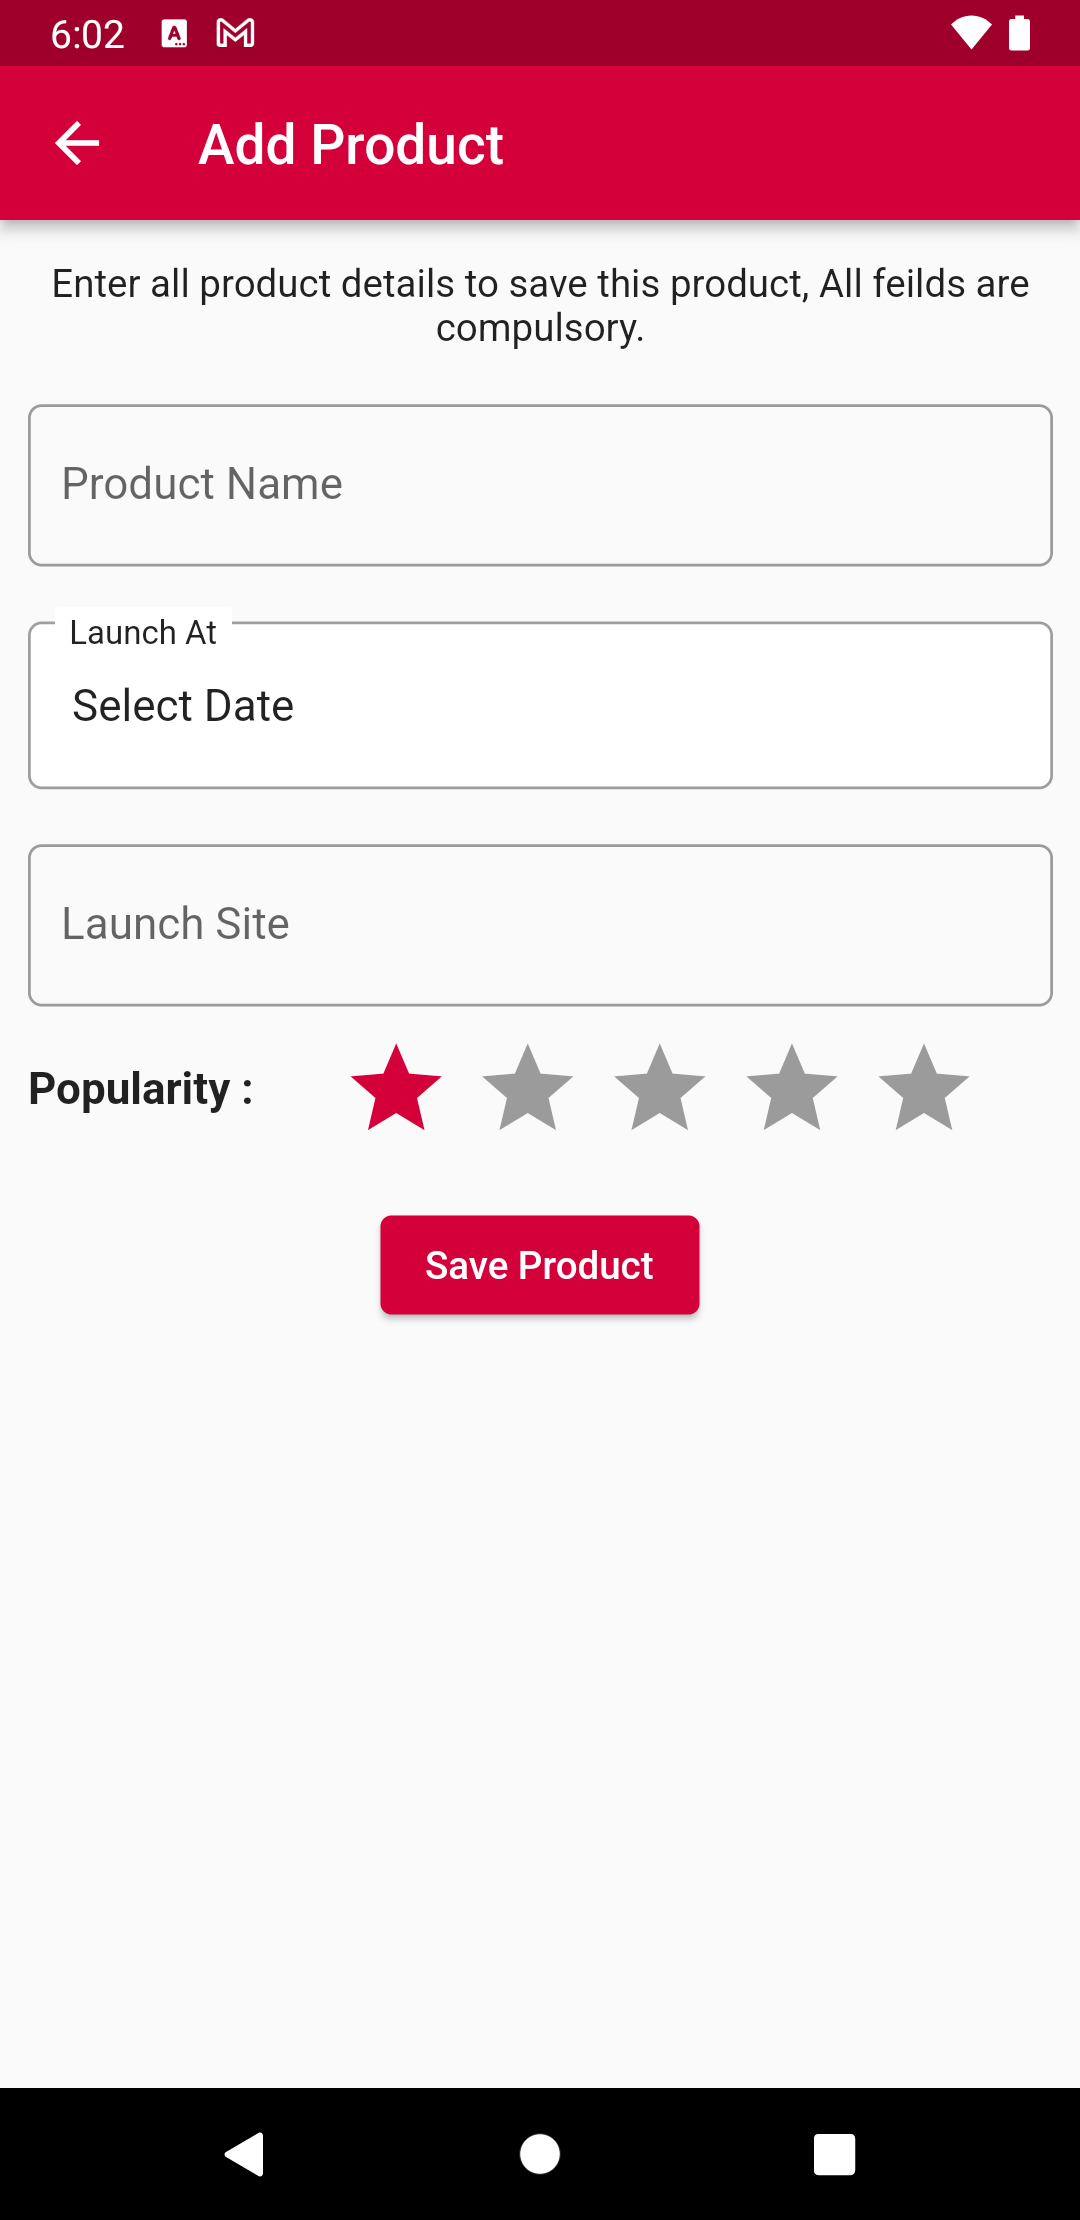 6:02
Add Product
Enter all product details to save this product, All feilds are
compulsory.
Product Name
Launch At
Select Date
Launch Site
Popularity :
Save Product